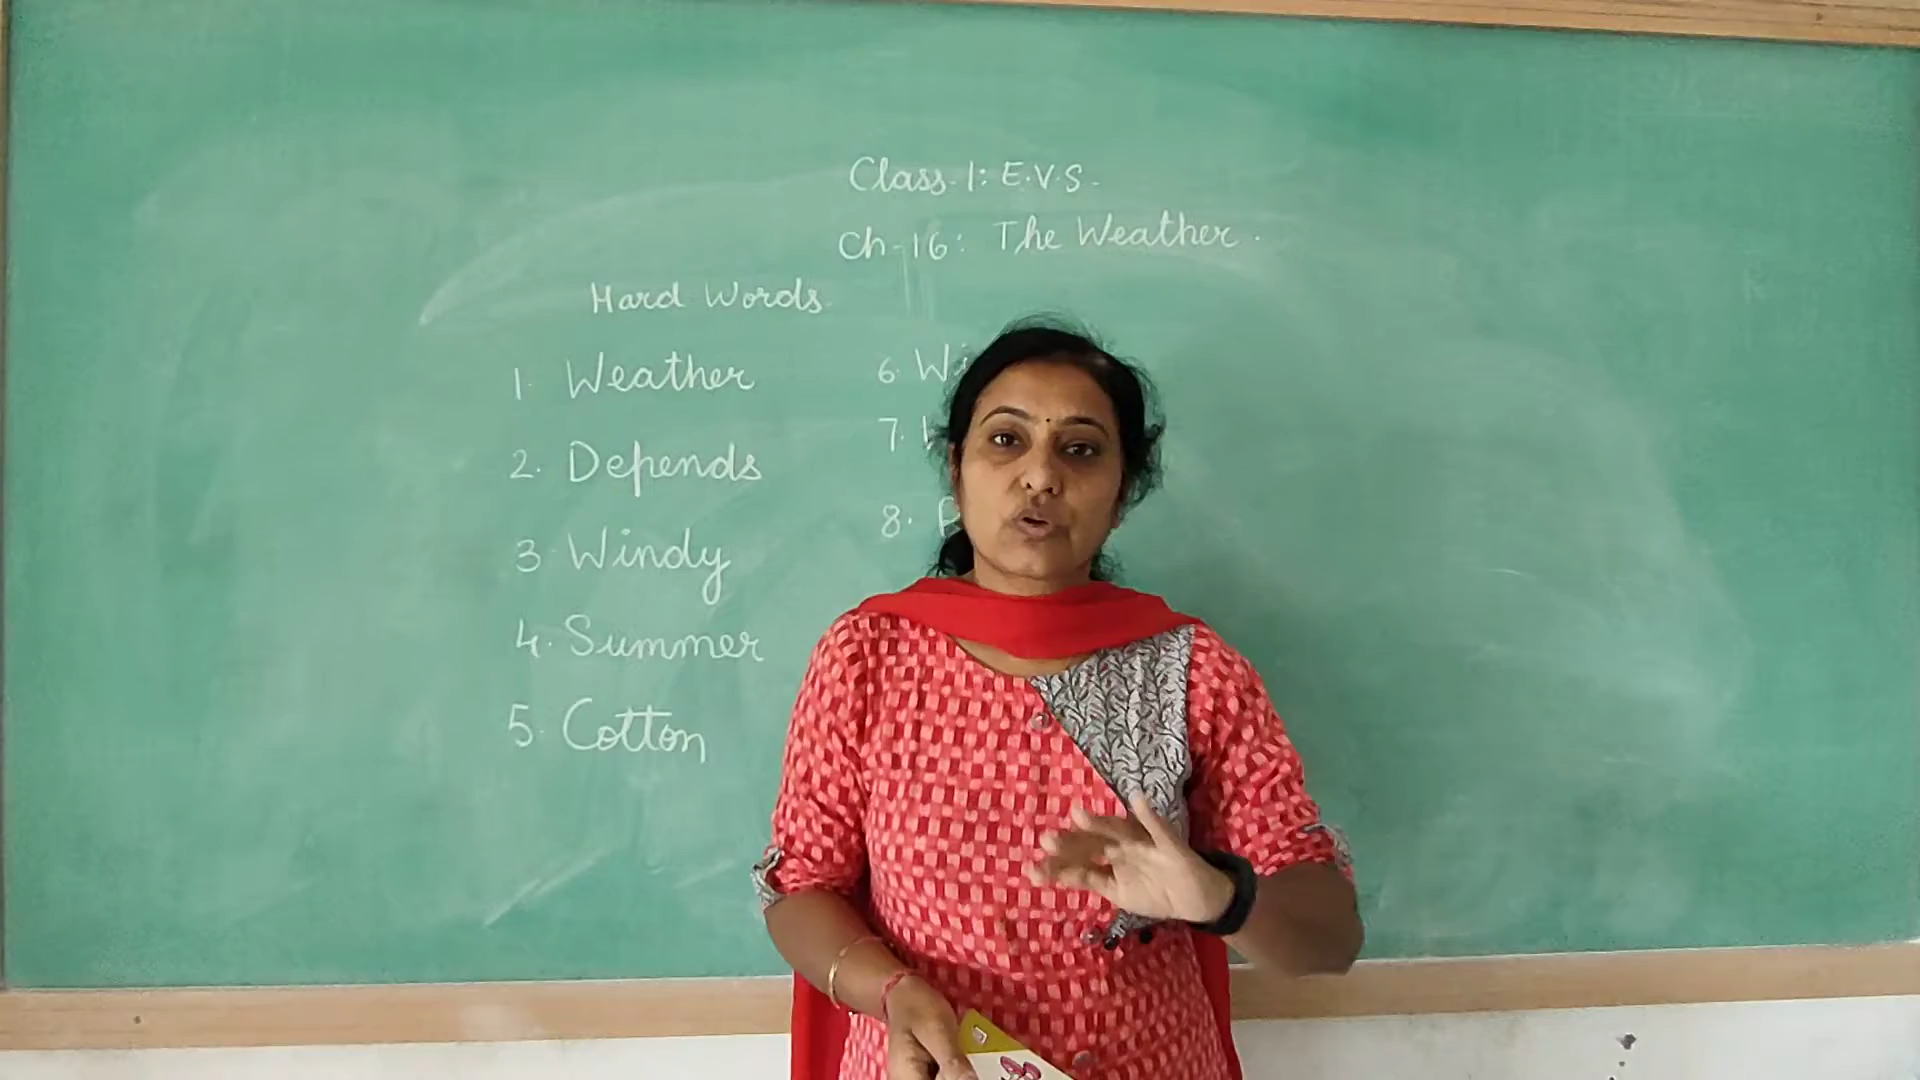 Class-1: E.V.S-
Ch-16: The Weather.
Hard Words
1. Weather
2. Depends
3. Windy
4. Summer
5. Cotton
6.
7.
8.